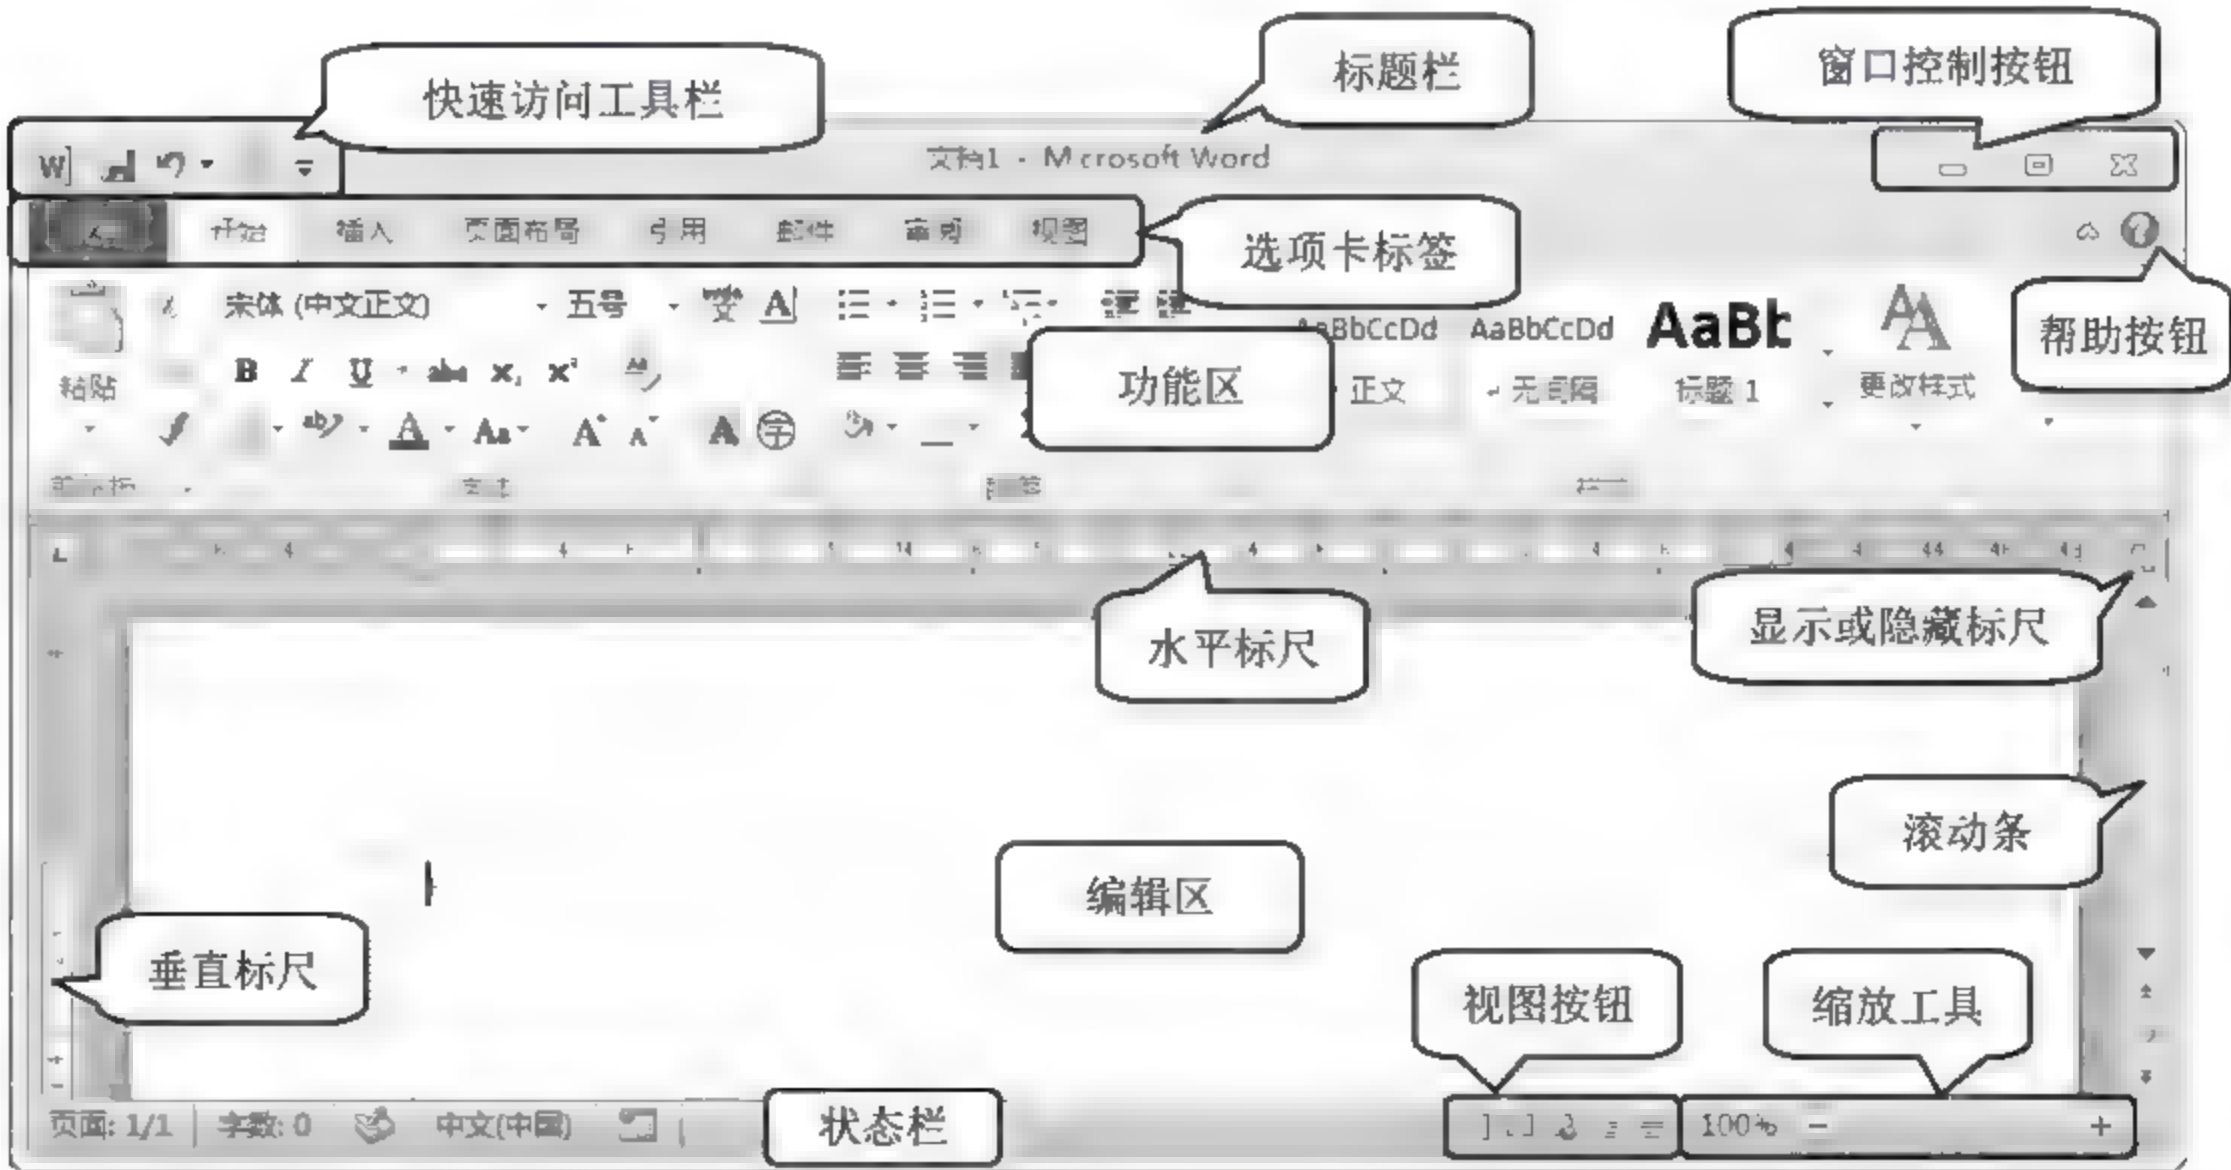 快速访问工具栏
标题栏
窗口控制按钮
文档1 - Microsoft Word
开始 插入 页面布局 引用 邮件 审阅 视图
选项卡标签
帮助按钮
宋体 (中文正文) 五号
AaBbCcDd AaBbCcDd AaBb
粘贴
功能区
正文 无间隔 标题 1 更改样式
水平标尺
显示或隐藏标尺
滚动条
编辑区
垂直标尺
视图按钮
缩放工具
页面: 1/1 字数: 0 中文(中国)
状态栏
100%